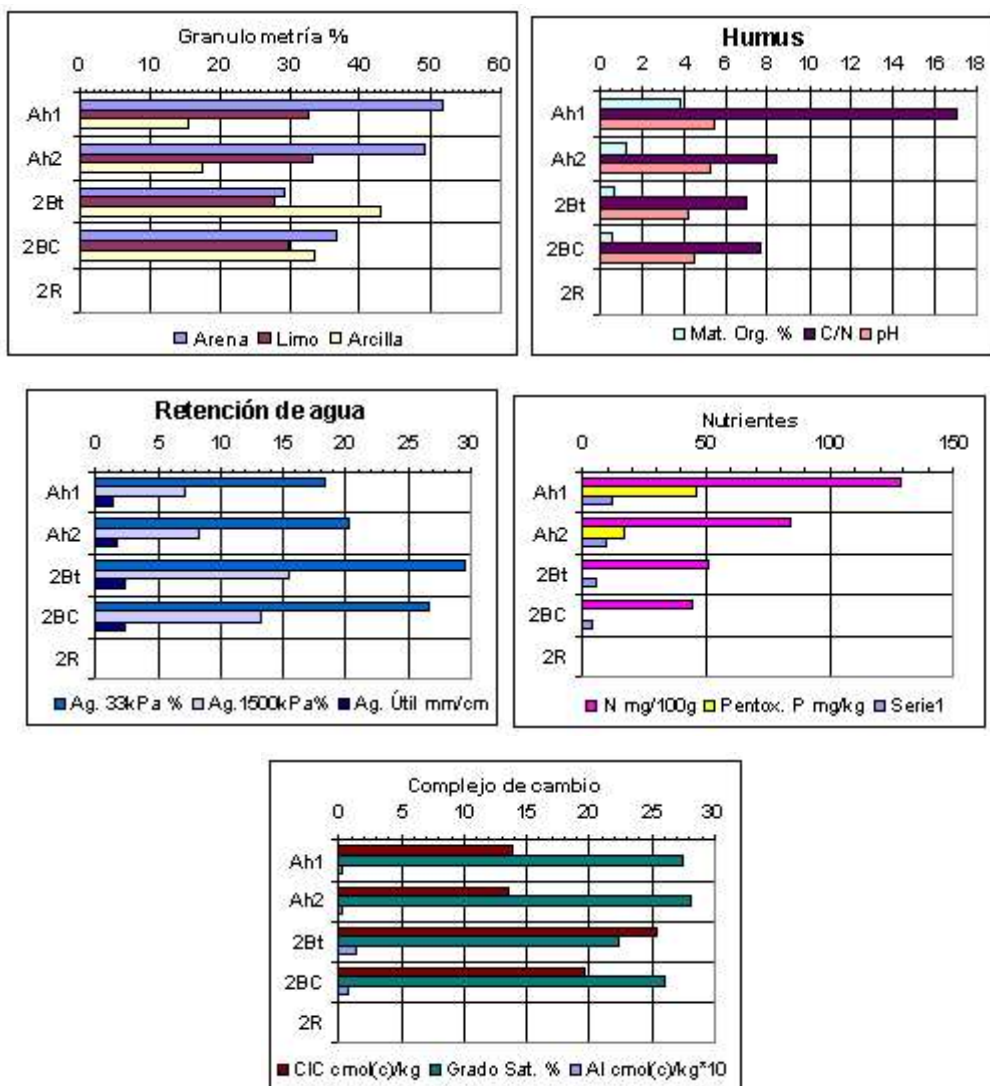 Granulometría %
0 10 20 30 40 50 60
Ah1
Ah2
2Bt
2BC
2R
Arena Limo Arcilla
Humus
0 2 4 6 8 10 12 14 16 18
Ah1
Ah2
2Bt
2BC
2R
Mat. Org. % C/N pH
Retención de agua
0 5 10 15 20 25 30
Ah1
Ah2
2Bt
2BC
2R
Ag. 33kPa % Ag.1500kPa% Ag. Útil mm/cm
Nutrientes
0 50 100 150
Ah1
Ah2
2Bt
2BC
2R
N mg/100g Pentox. P mg/kg Serie1
Complejo de cambio
0 5 10 15 20 25 30
Ah1
Ah2
2Bt
2BC
2R
CIC cmol(c)/kg Grado Sat. % Al cmol(c)/kg*10